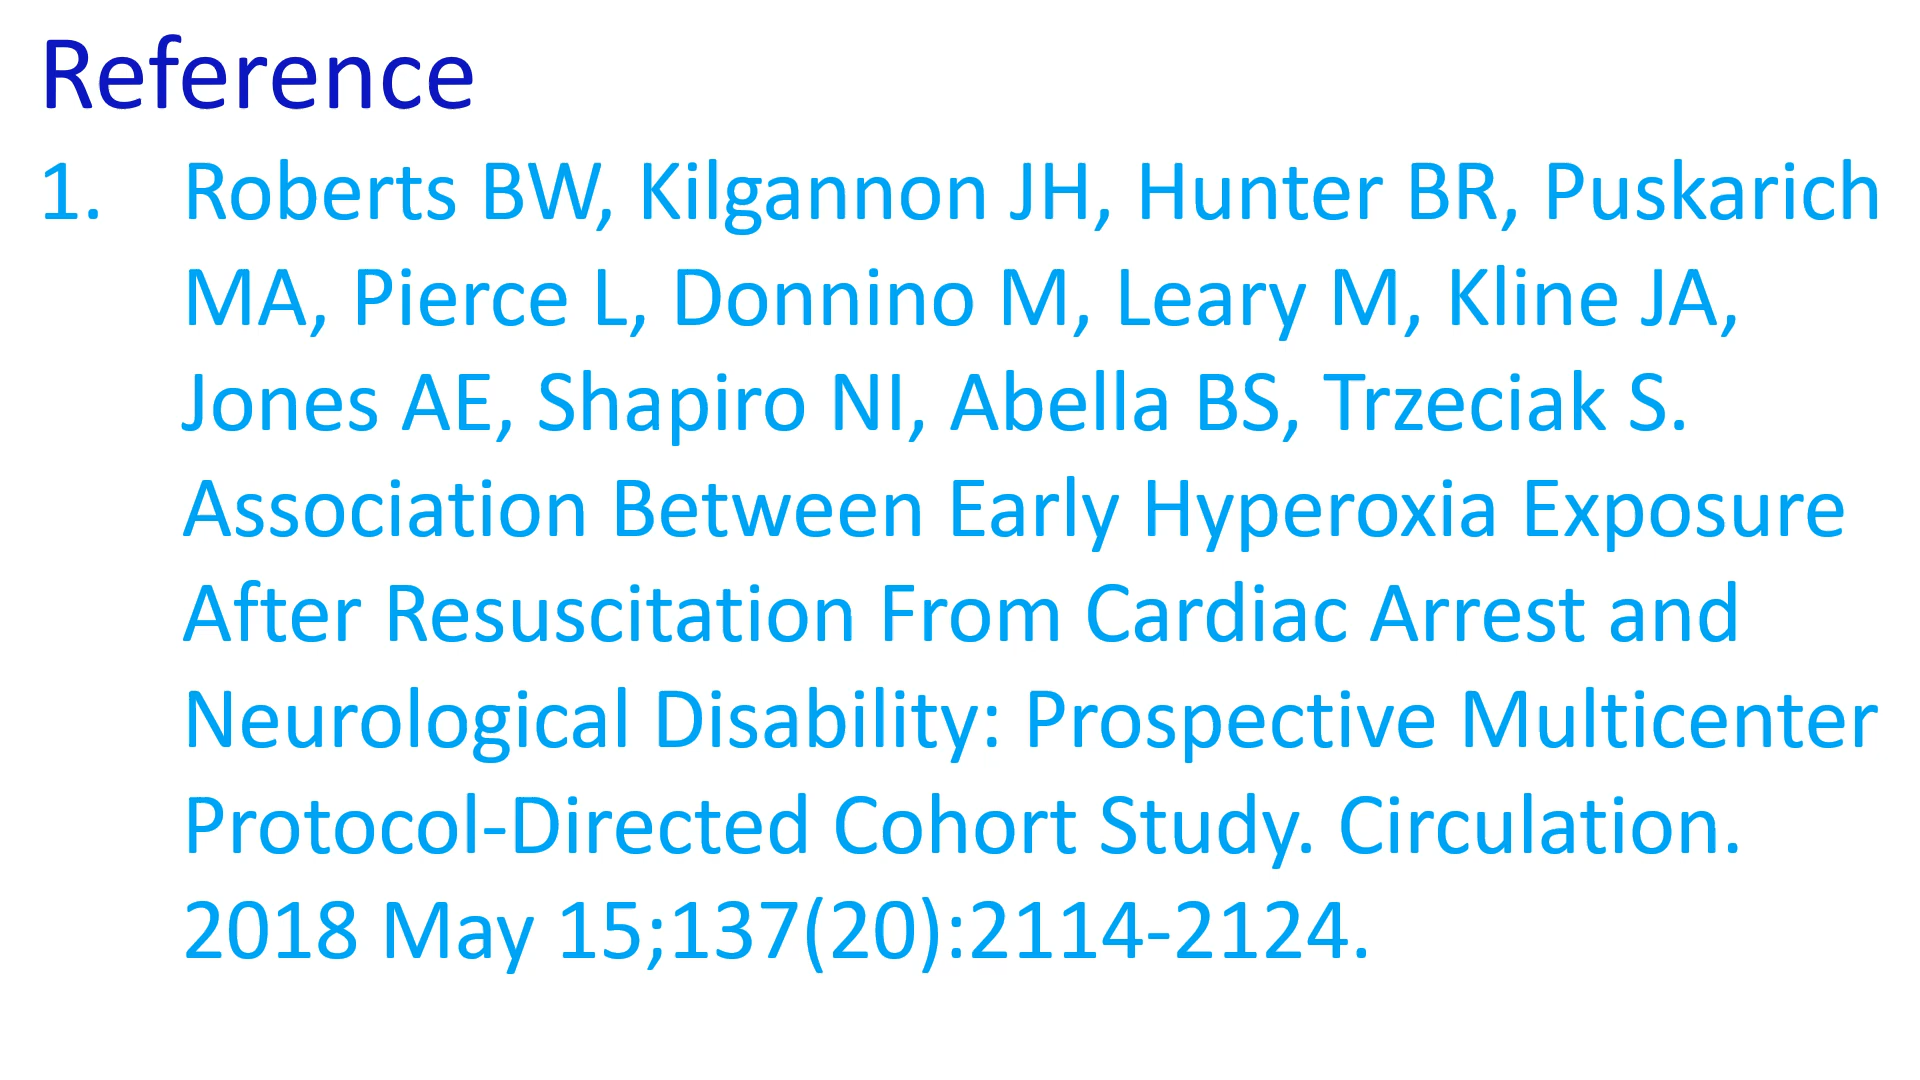 Reference
1. Roberts BW, Kilgannon JH, Hunter BR, Puskarich
MA, Pierce L, Donnino M, Leary M, Kline JA,
Jones AE, Shapiro NI, Abella BS, Trzeciak S.
Association Between Early Hyperoxia Exposure
After Resuscitation From Cardiac Arrest and
Neurological Disability: Prospective Multicenter
Protocol-Directed Cohort Study. Circulation.
2018 May 15;137(20):2114-2124.